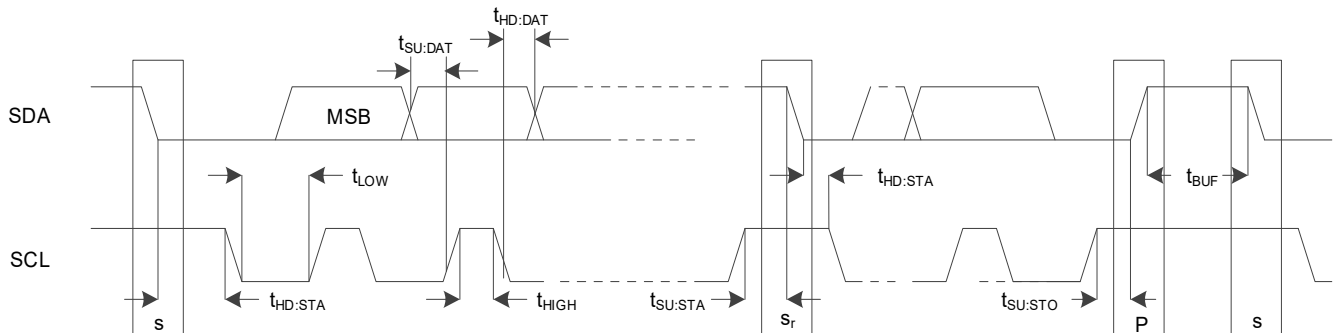 tHD:DAT
tSU:DAT
SDA
MSB
tLOW
tHD:STA
tBUF
SCL
tHD:STA
tHIGH
tSU:STA
tSU:STO
s
sr
P
s